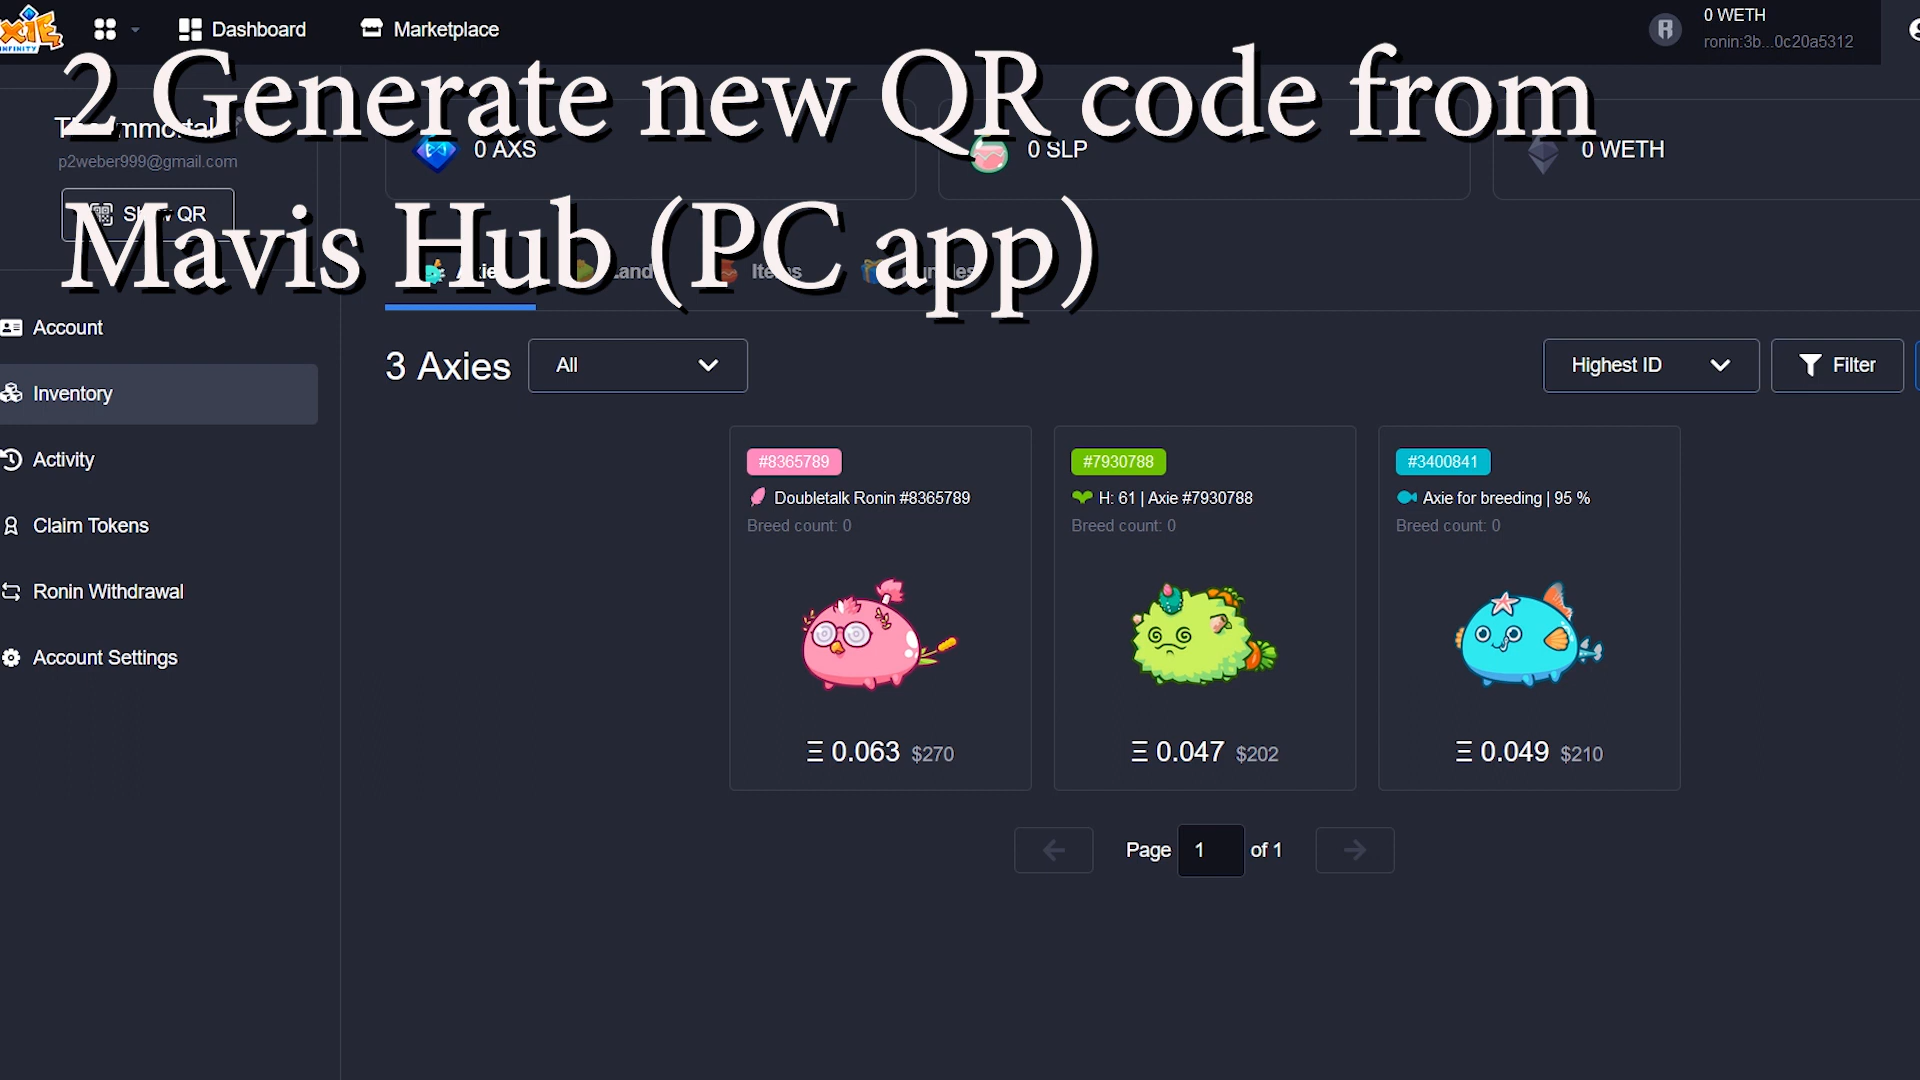 AXIE
INFINITY
Dashboard
Marketplace
0 WETH
ronin:3b...0c20a5312
2 Generate new QR code from
Mavis Hub (PC app)
p2weber999@gmail.com
0 AXS
0 SLP
0 WETH
QR
Account
Inventory
Activity
Claim Tokens
Ronin Withdrawal
Account Settings
3 Axies
All
Highest ID
Filter
#8365789
Doubletalk Ronin #8365789
Breed count: 0
Ξ 0.063 $270
#7930788
H: 61 | Axie #7930788
Breed count: 0
Ξ 0.047 $202
#3400841
Axie for breeding | 95 %
Breed count: 0
Ξ 0.049 $210
Page 1 of 1